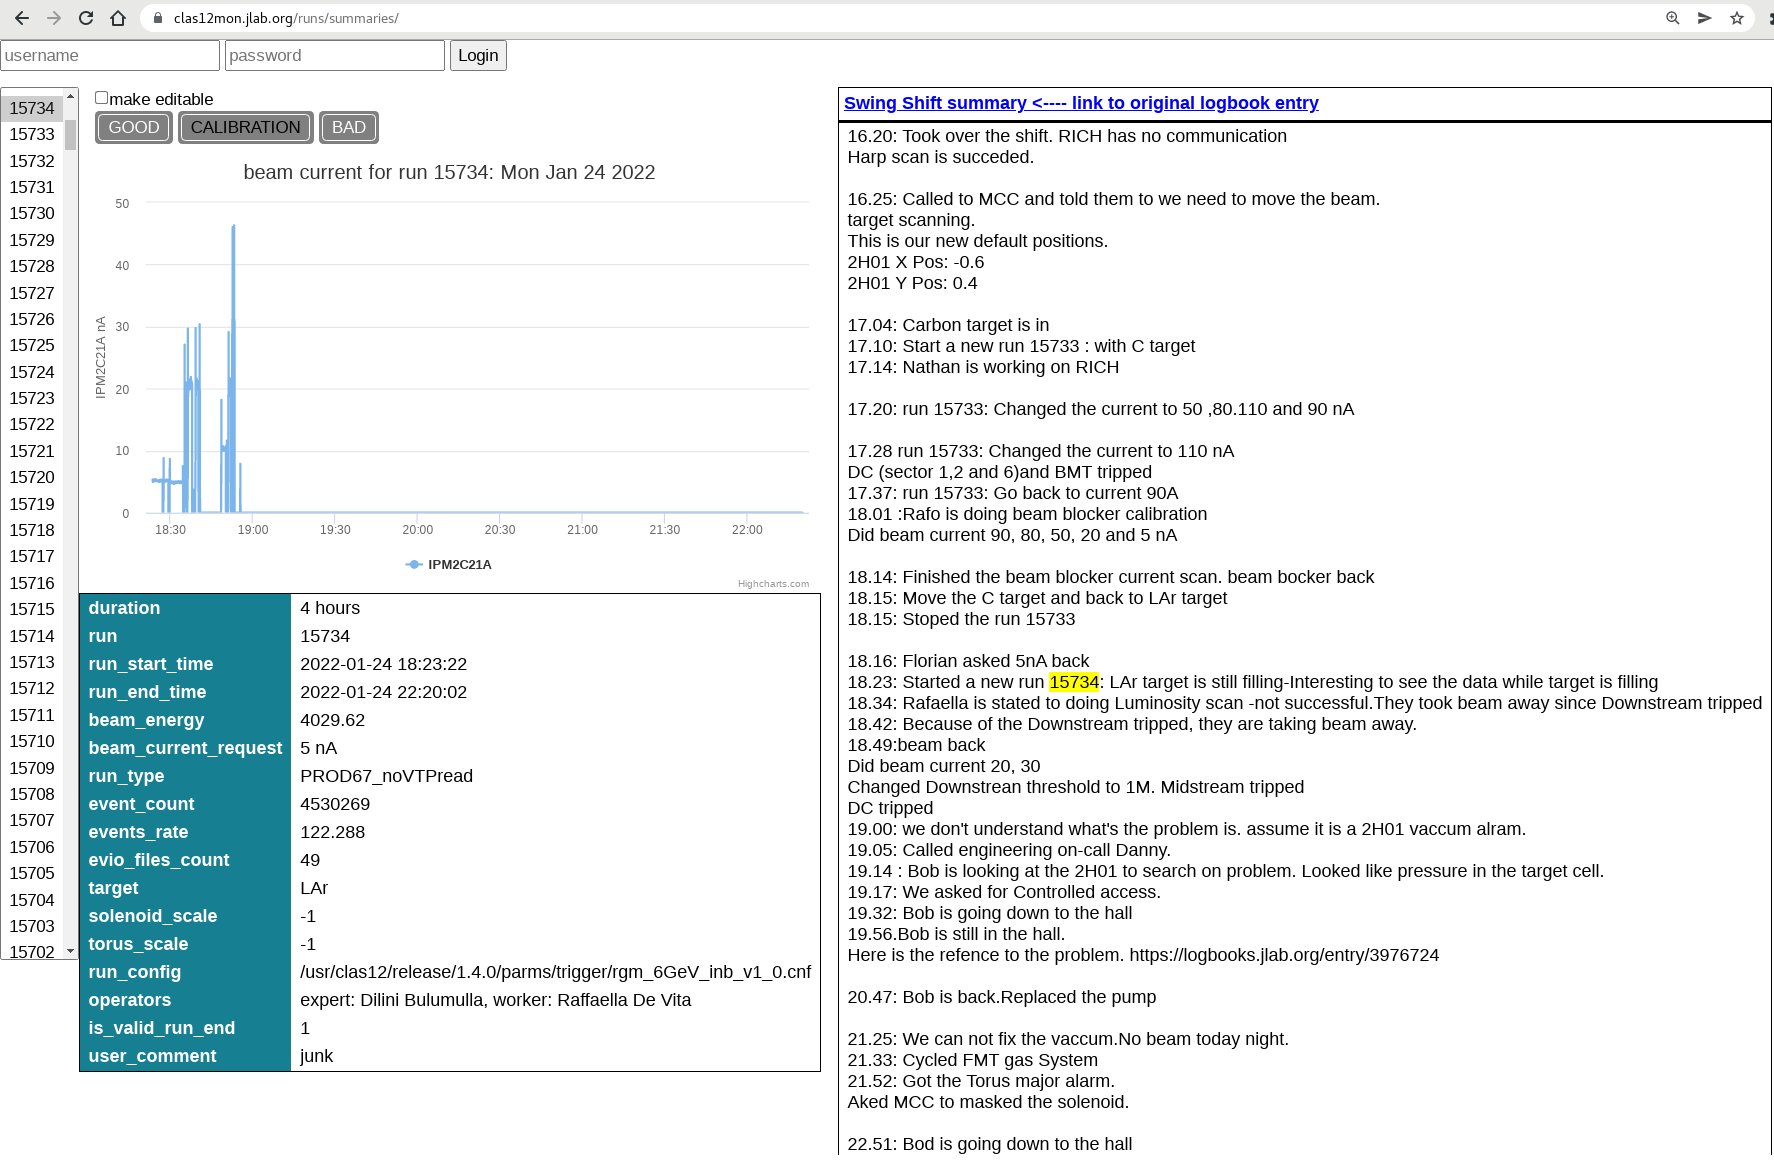 clas12mon.jlab.org/runs/summaries/
username password Login
15734
15733
15732
15731
15730
15729
15728
15727
15726
15725
15724
15723
15722
15721
15720
15719
15718
15717
15716
15715
15714
15713
15712
15711
15710
15709
15708
15707
15706
15705
15704
15703
15702
make editable
GOOD CALIBRATION BAD
beam current for run 15734: Mon Jan 24 2022
IPM2C21A nA
50
40
30
20
10
0
18:30 19:00 19:30 20:00 20:30 21:00 21:30 22:00
IPM2C21A
Highcharts.com
duration 4 hours
run 15734
run_start_time 2022-01-24 18:23:22
run_end_time 2022-01-24 22:20:02
beam_energy 4029.62
beam_current_request 5 nA
run_type PROD67_noVTPread
event_count 4530269
events_rate 122.288
evio_files_count 49
target LAr
solenoid_scale -1
torus_scale -1
run_config /usr/clas12/release/1.4.0/parms/trigger/rgm_6GeV_inb_v1_0.cnf
operators expert: Dilini Bulumulla, worker: Raffaella De Vita
is_valid_run_end 1
user_comment junk
Swing Shift summary <---- link to original logbook entry
16.20: Took over the shift. RICH has no communication
Harp scan is succeded.
16.25: Called to MCC and told them to we need to move the beam.
target scanning.
This is our new default positions.
2H01 X Pos: -0.6
2H01 Y Pos: 0.4
17.04: Carbon target is in
17.10: Start a new run 15733 : with C target
17.14: Nathan is working on RICH
17.20: run 15733: Changed the current to 50 ,80.110 and 90 nA
17.28 run 15733: Changed the current to 110 nA
DC (sector 1,2 and 6)and BMT tripped
17.37: run 15733: Go back to current 90A
18.01 :Rafo is doing beam blocker calibration
Did beam current 90, 80, 50, 20 and 5 nA
18.14: Finished the beam blocker current scan. beam bocker back
18.15: Move the C target and back to LAr target
18.15: Stoped the run 15733
18.16: Florian asked 5nA back
18.23: Started a new run 15734: LAr target is still filling-Interesting to see the data while target is filling
18.34: Rafaella is stated to doing Luminosity scan -not successful.They took beam away since Downstream tripped
18.42: Because of the Downstream tripped, they are taking beam away.
18.49:beam back
Did beam current 20, 30
Changed Downstrean threshold to 1M. Midstream tripped
DC tripped
19.00: we don't understand what's the problem is. assume it is a 2H01 vaccum alram.
19.05: Called engineering on-call Danny.
19.14 : Bob is looking at the 2H01 to search on problem. Looked like pressure in the target cell.
19.17: We asked for Controlled access.
19.32: Bob is going down to the hall
19.56.Bob is still in the hall.
Here is the refence to the problem. https://logbooks.jlab.org/entry/3976724
20.47: Bob is back.Replaced the pump
21.25: We can not fix the vaccum.No beam today night.
21.33: Cycled FMT gas System
21.52: Got the Torus major alarm.
Aked MCC to masked the solenoid.
22.51: Bod is going down to the hall